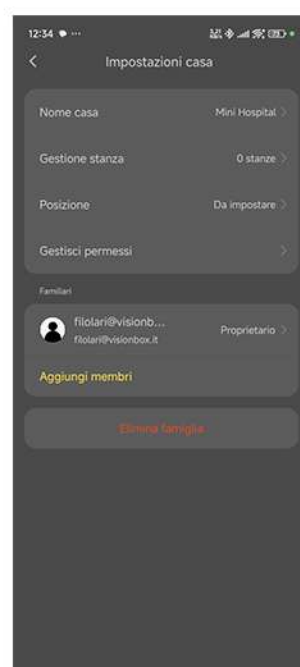 12:34
Impostazioni casa
Nome casa Mini Hospital
Gestione stanza 0 stanze
Posizione Da impostare
Gestisci permessi
Familiari
filolari@visionb...
filolari@visionbox.it
Proprietario
Aggiungi membri
Elimina famiglia